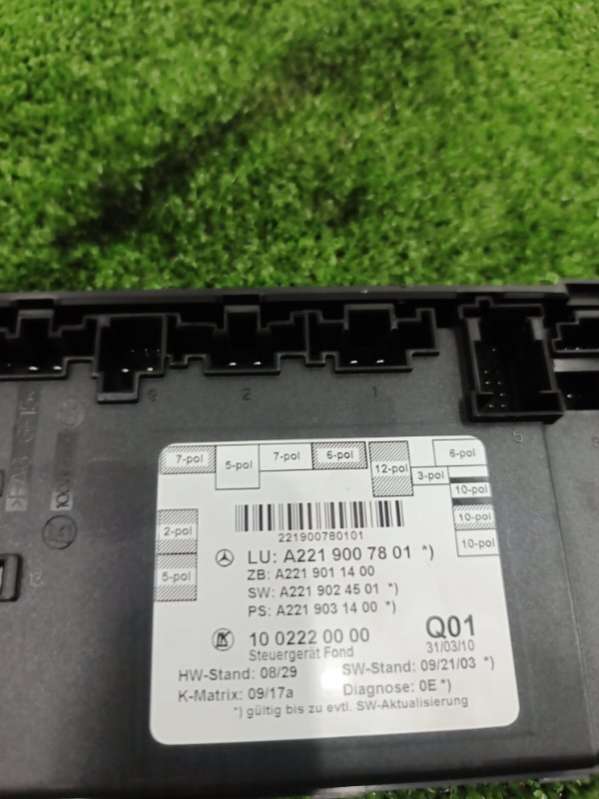 9 2 1 5
7-pol 5-pol 7-pol 6-pol 12-pol 3-pol 6-pol
10-pol
2-pol 10-pol
5-pol 10-pol
221900780101
LU: A221 900 78 01 *)
ZB: A221 901 14 00
SW: A221 902 45 01 *)
PS: A221 903 14 00 *)
10 0222 00 00 Q01
Steuergerät Fond 31/03/10
HW-Stand: 08/29 SW-Stand: 09/21/03 *)
K-Matrix: 09/17a Diagnose: 0E *)
*) gültig bis zu evtl. SW-Aktualisierung